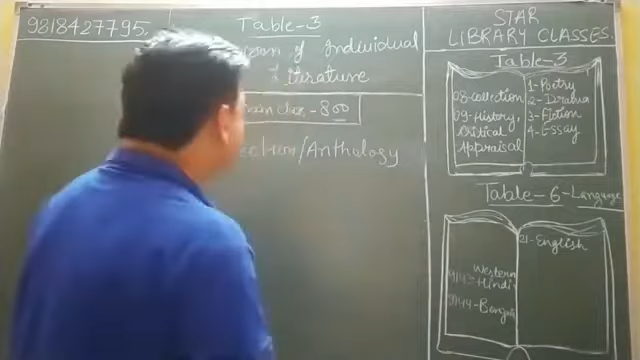 9818427795.
Table-3
of Individual
Literature
main class - 800
/Anthology
STAR
LIBRARY CLASSES.
Table-3
08-collection
09-History,
Critical
Appraisal
1-Poetry
2-Drama
3-Fiction
4-Essay
Table-6-Language
21-English
Western
Hindi
Bengali